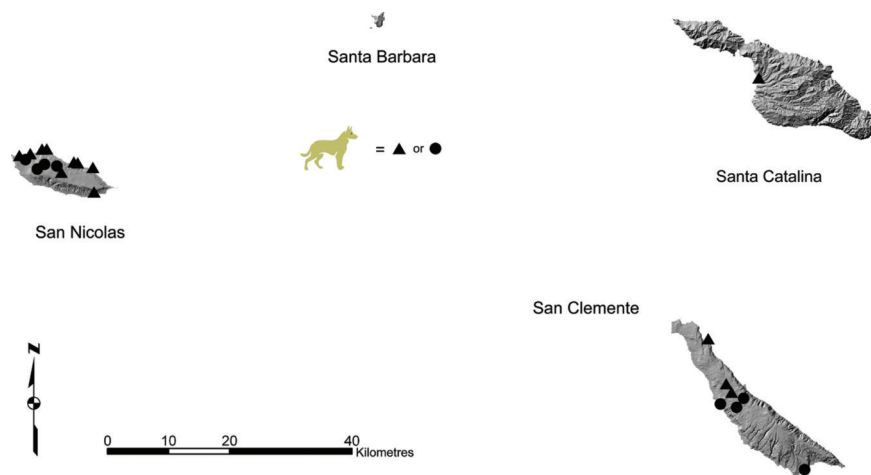 Santa Barbara
= ▲ or ●
Santa Catalina
San Nicolas
San Clemente
N
0 10 20 40
Kilometres